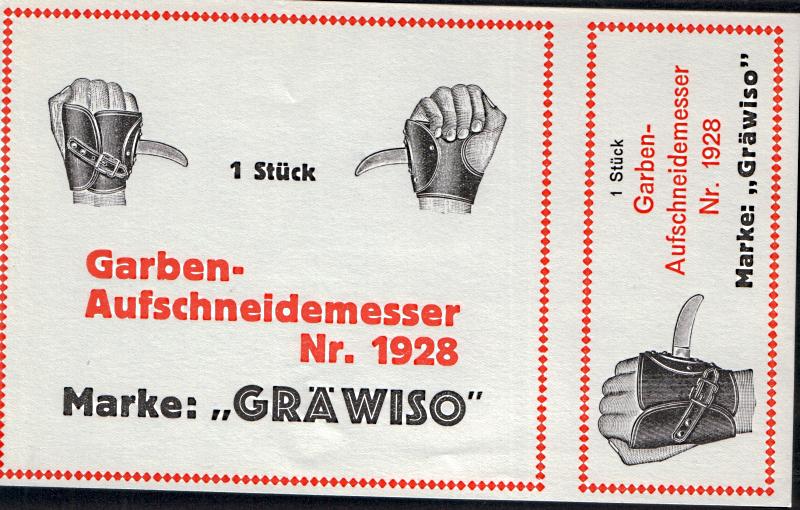 1 Stück
Garben-
Aufschneidemesser
Nr. 1928
Marke: „GRÄWISO"
1 Stück
Garben-
Aufschneidemesser
Nr. 1928
Marke: „Gräwiso"